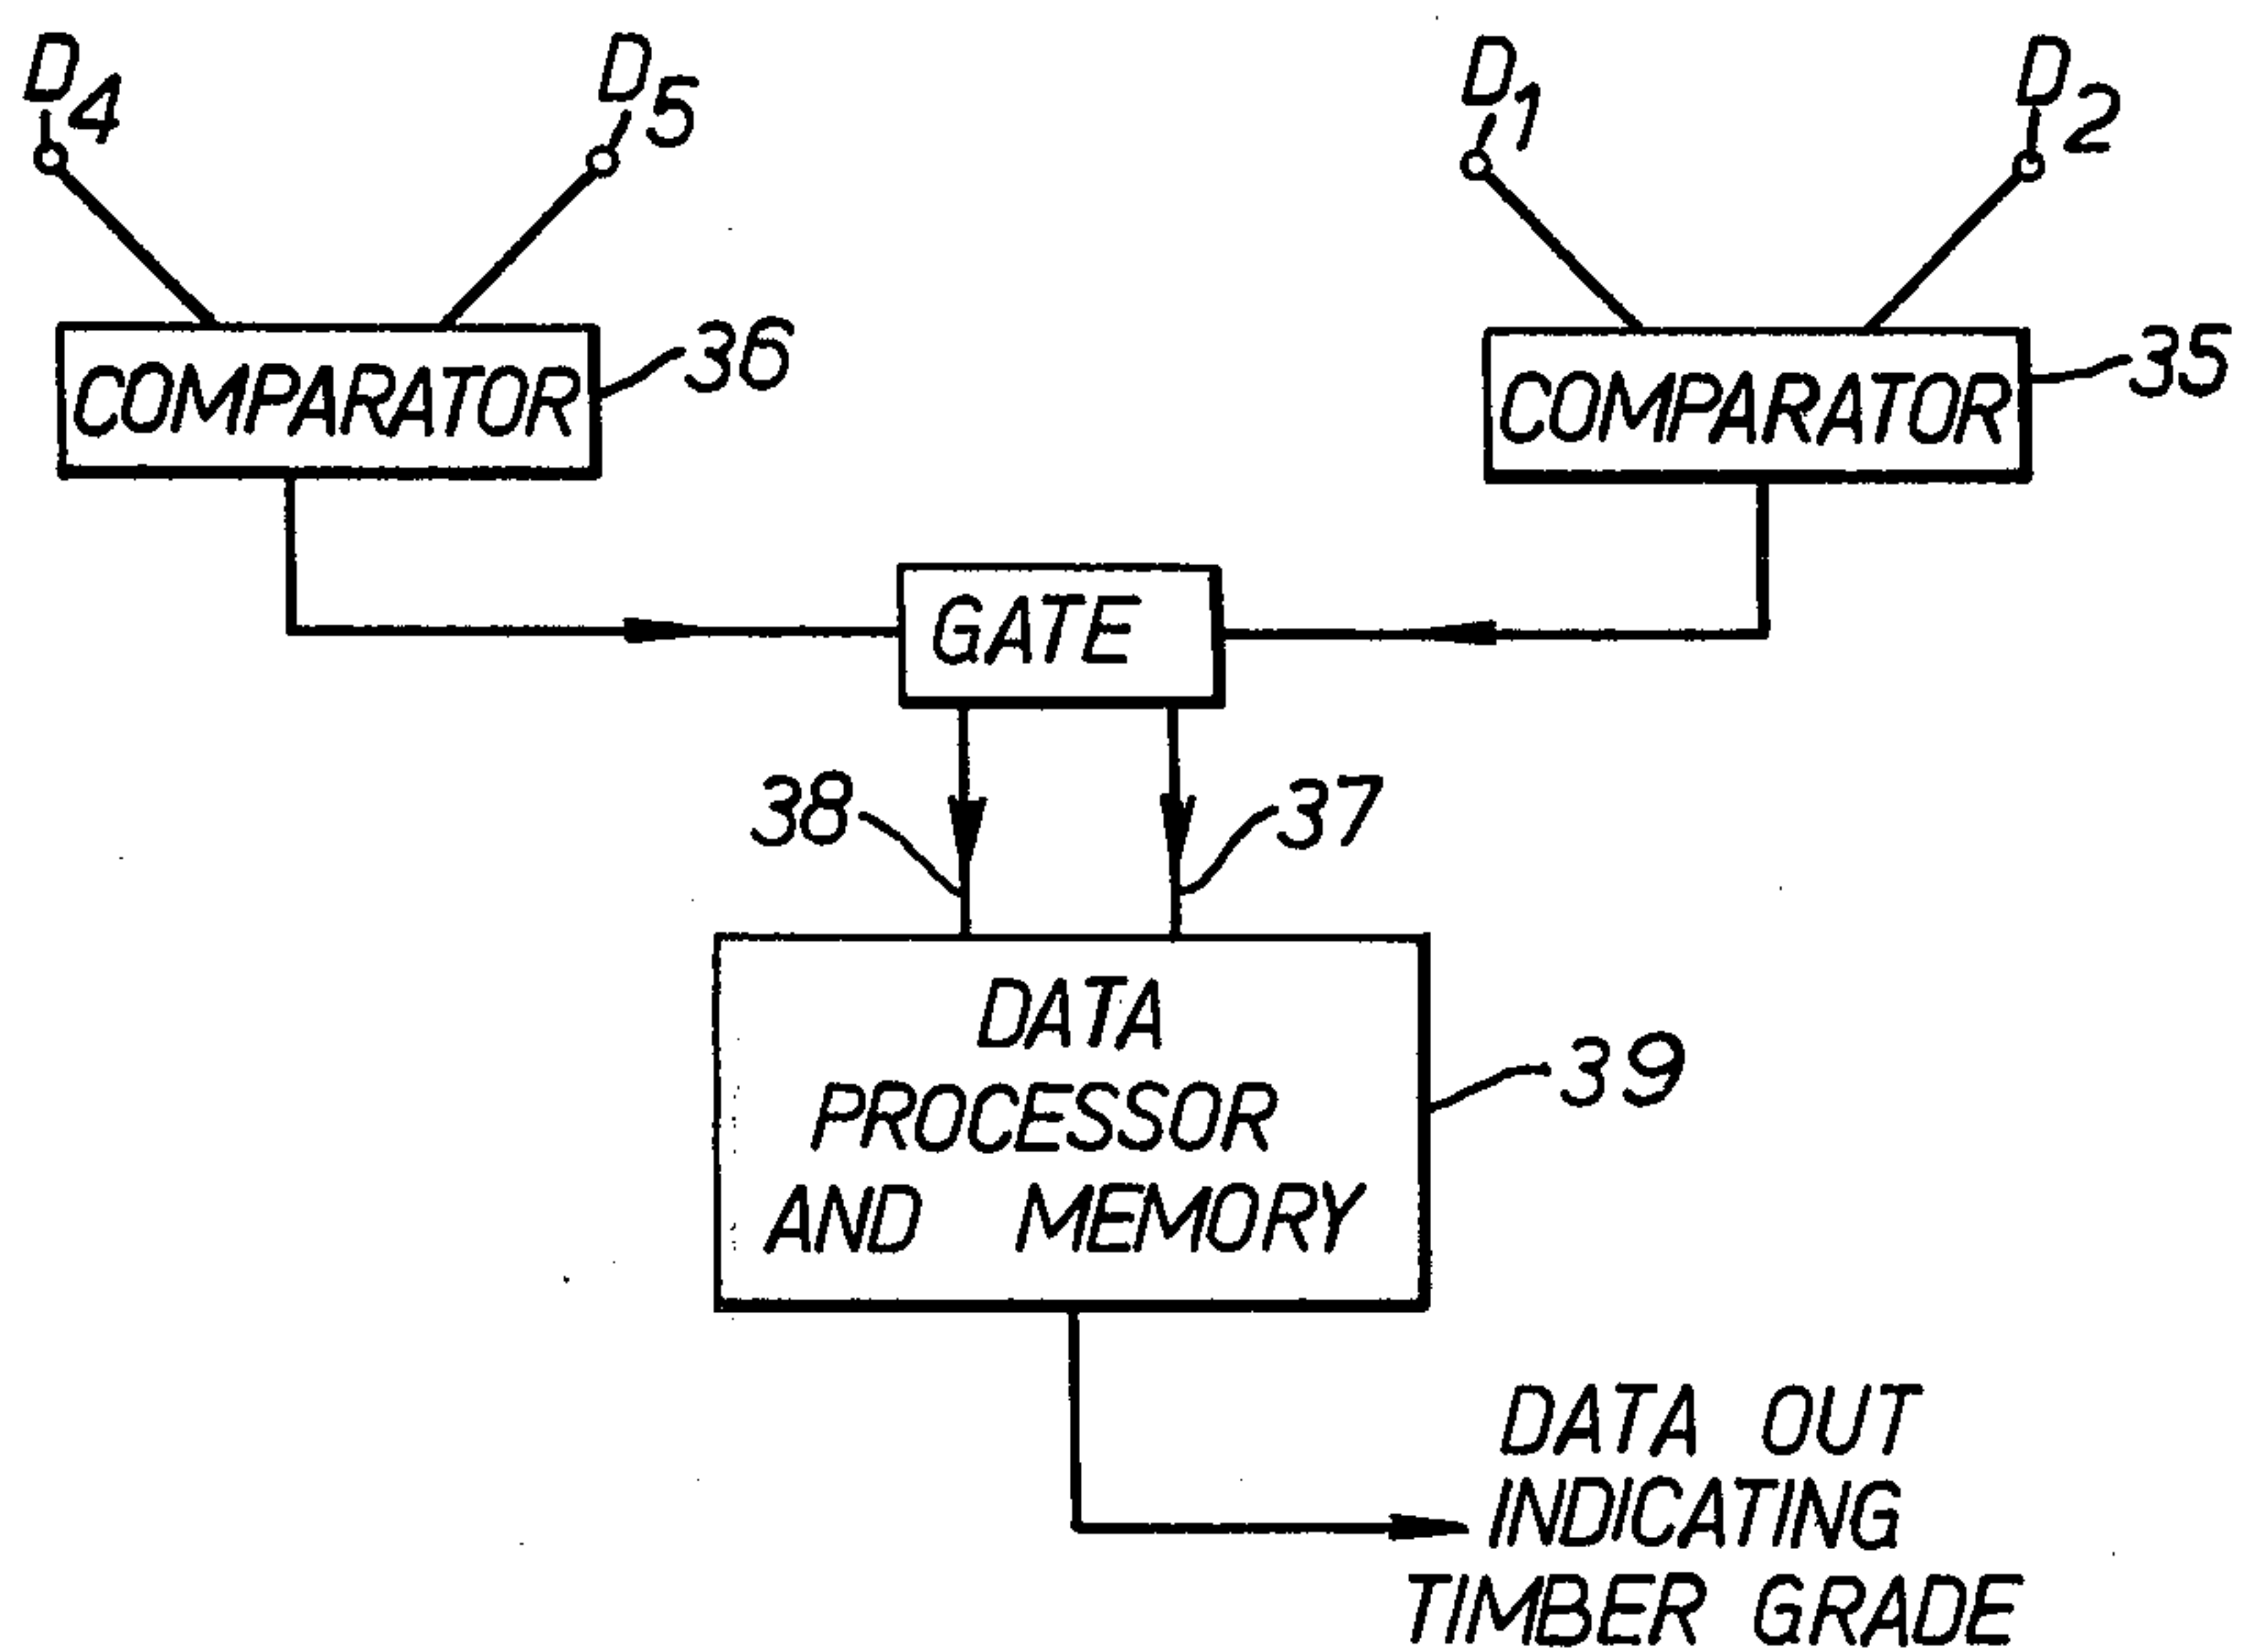 D4 D5 D1 D2
COMPARATOR 36 COMPARATOR 35
GATE
38 37
DATA
PROCESSOR
AND MEMORY
39
DATA OUT
INDICATING
TIMBER GRADE